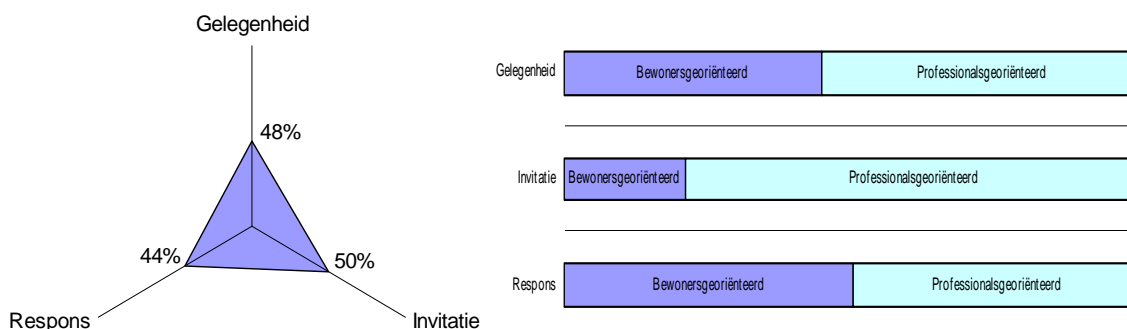 Gelegenheid
48%
44%
50%
Respons
Invitatie
Gelegenheid
Bewonersgeoriënteerd
Professionalsgeoriënteerd
Invitatie
Bewonersgeoriënteerd
Professionalsgeoriënteerd
Respons
Bewonersgeoriënteerd
Professionalsgeoriënteerd